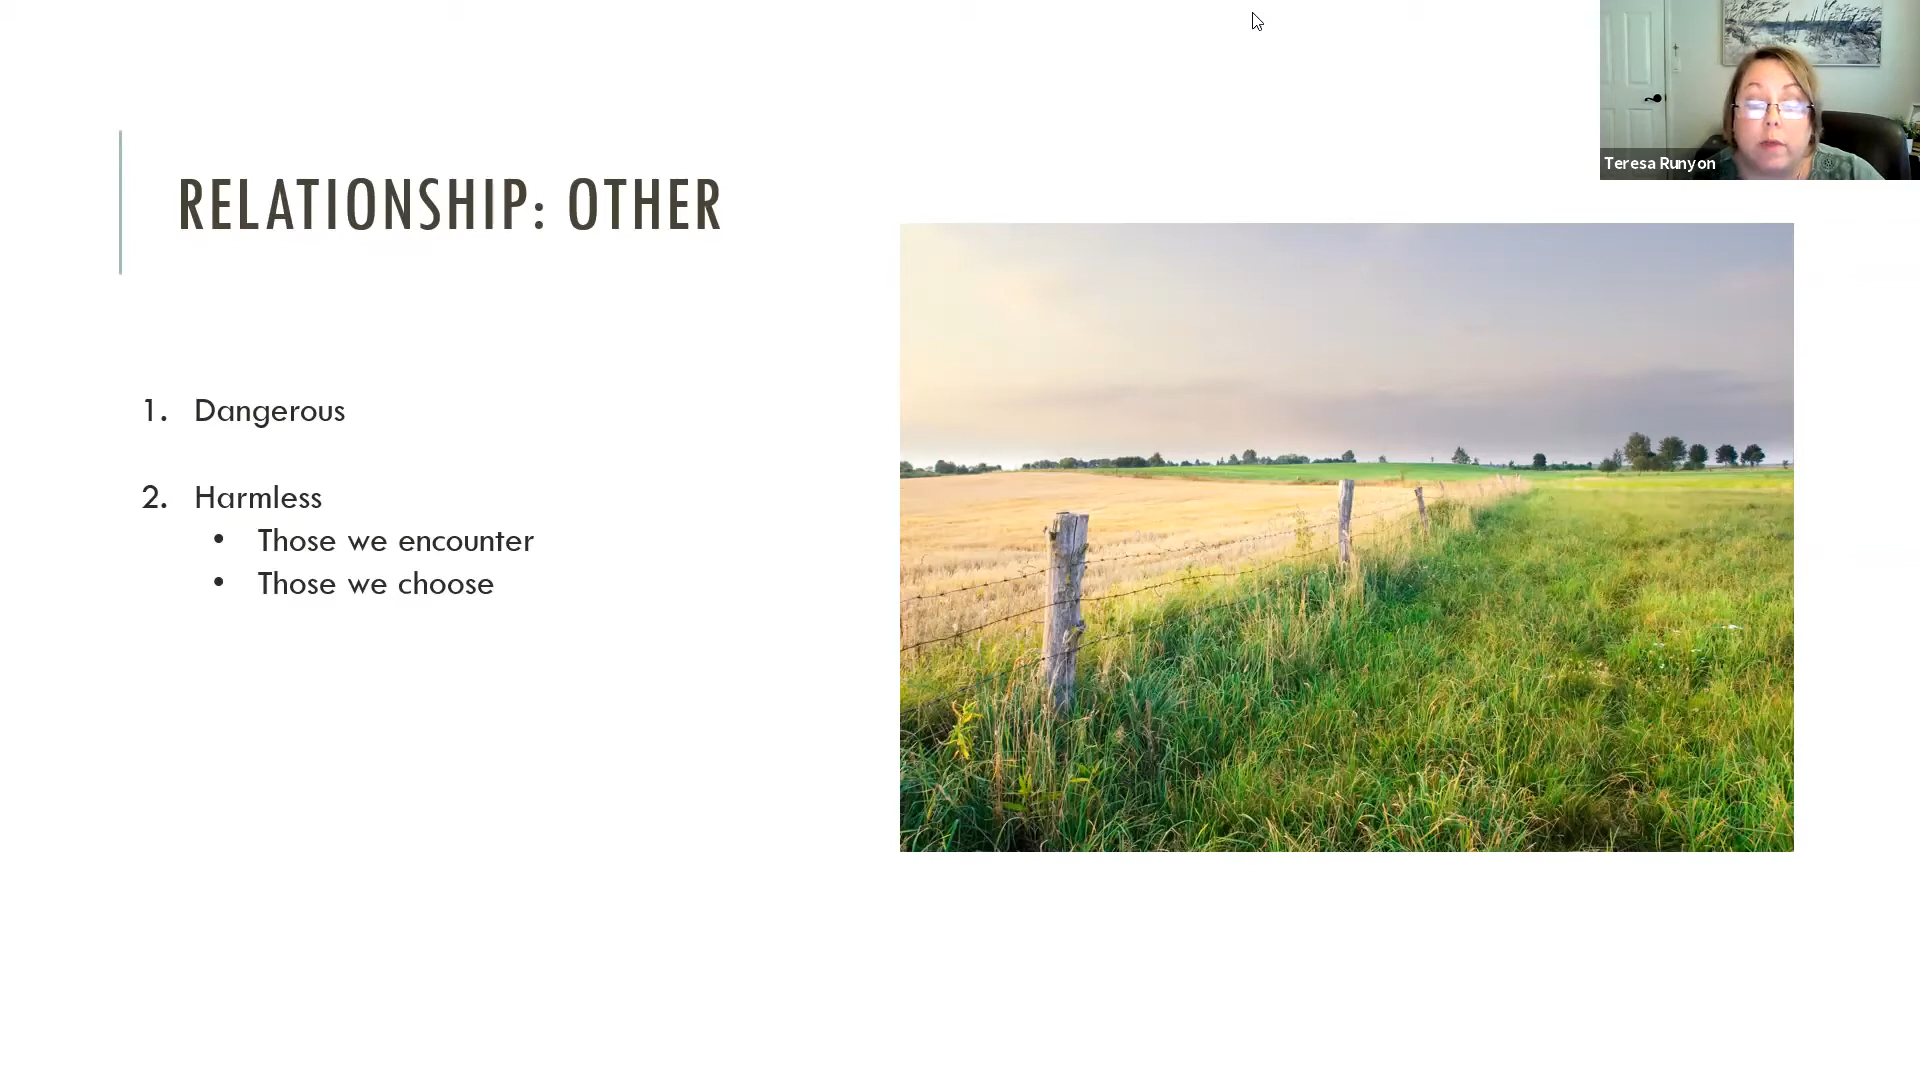 Teresa Runyon
RELATIONSHIP: OTHER
1. Dangerous
2. Harmless
• Those we encounter
• Those we choose